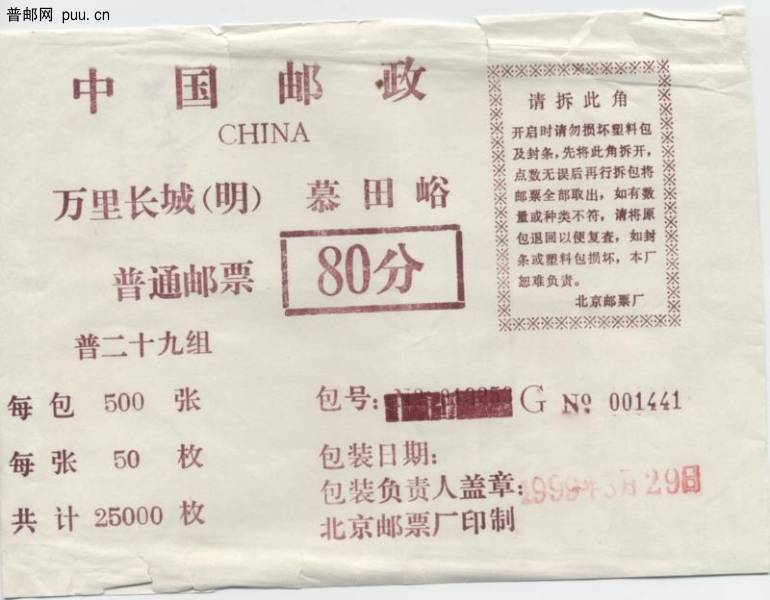 普邮网 puu.cn
中国邮政
CHINA
万里长城(明) 慕田峪
普通邮票 80分
普二十九组
请拆此角
开启时请勿损坏塑料包
及封条,先将此角拆开,
点数无误后再行拆包将
邮票全部取出,如有数
量或种类不符,请将原
包退回以便复查,如封
条或塑料包损坏,本厂
恕难负责。
北京邮票厂
每包 500 张
每张 50 枚
共计 25000 枚
包号: G № 001441
包装日期:
包装负责人盖章: 1999年 月29日
北京邮票厂印制